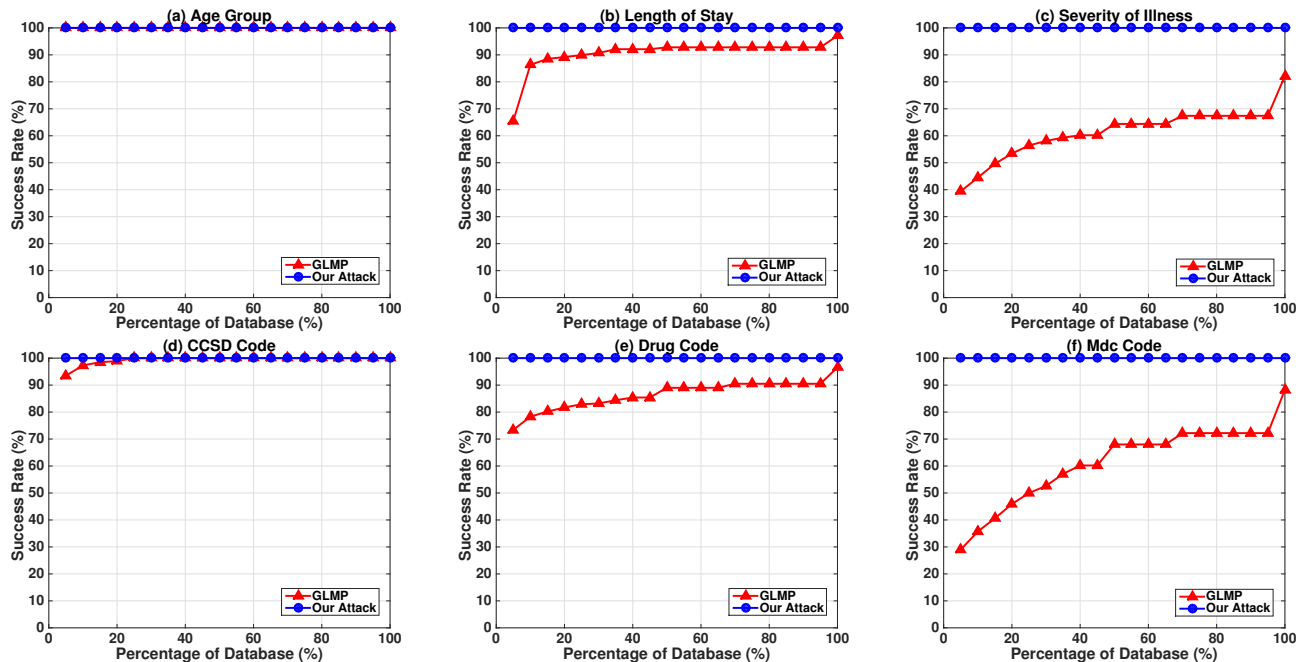 (a) Age Group
100
90
80
70
60
50
40
30
20
10
0
Success Rate (%)
GLMP
Our Attack
0 20 40 60 80 100
Percentage of Database (%)
(b) Length of Stay
100
90
80
70
60
50
40
30
20
10
0
Success Rate (%)
GLMP
Our Attack
0 20 40 60 80 100
Percentage of Database (%)
(c) Severity of Illness
100
90
80
70
60
50
40
30
20
10
0
Success Rate (%)
GLMP
Our Attack
0 20 40 60 80 100
Percentage of Database (%)
(d) CCSD Code
100
90
80
70
60
50
40
30
20
10
0
Success Rate (%)
GLMP
Our Attack
0 20 40 60 80 100
Percentage of Database (%)
(e) Drug Code
100
90
80
70
60
50
40
30
20
10
0
Success Rate (%)
GLMP
Our Attack
0 20 40 60 80 100
Percentage of Database (%)
(f) Mdc Code
100
90
80
70
60
50
40
30
20
10
0
Success Rate (%)
GLMP
Our Attack
0 20 40 60 80 100
Percentage of Database (%)